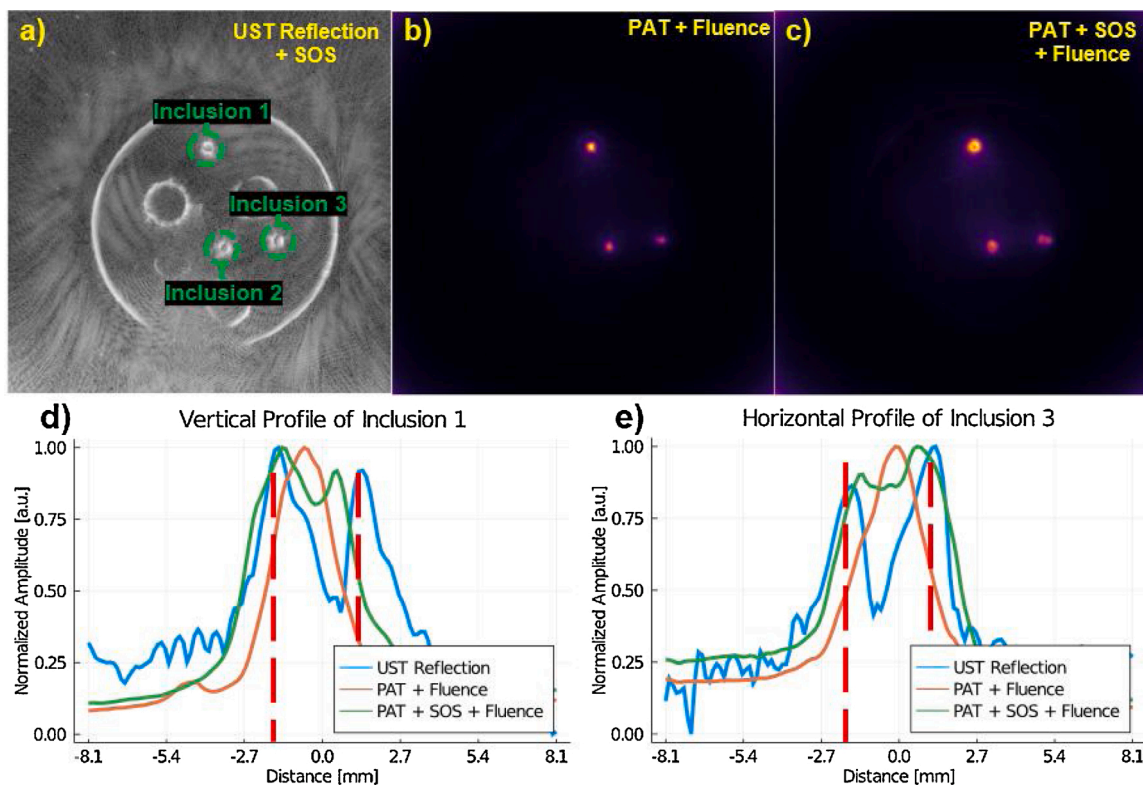 a)
UST Reflection
+ SOS
Inclusion 1
Inclusion 3
Inclusion 2
b)
PAT + Fluence
c)
PAT + SOS
+ Fluence
d)
Vertical Profile of Inclusion 1
Normalized Amplitude [a.u.]
1.00
0.75
0.50
0.25
0.00
-8.1
-5.4
-2.7
0.0
2.7
5.4
8.1
Distance [mm]
UST Reflection
PAT + Fluence
PAT + SOS + Fluence
e)
Horizontal Profile of Inclusion 3
Normalized Amplitude [a.u.]
1.00
0.75
0.50
0.25
0.00
-8.1
-5.4
-2.7
0.0
2.7
5.4
8.1
Distance [mm]
UST Reflection
PAT + Fluence
PAT + SOS + Fluence